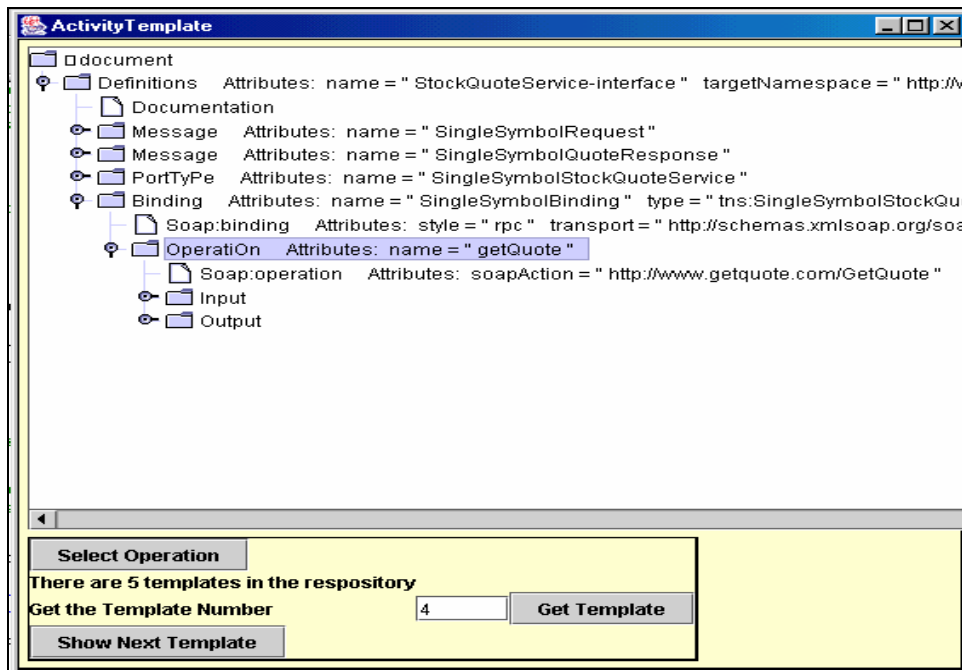 ActivityTemplate
document
Definitions Attributes: name = " StockQuoteService-interface " targetNamespace = " http://
Documentation
Message Attributes: name = " SingleSymbolRequest "
Message Attributes: name = " SingleSymbolQuoteResponse "
PortTyPe Attributes: name = " SingleSymbolStockQuoteService "
Binding Attributes: name = " SingleSymbolBinding " type = " tns:SingleSymbolStockQu
Soap:binding Attributes: style = " rpc " transport = " http://schemas.xmlsoap.org/soa
OperatiOn Attributes: name = " getQuote "
Soap:operation Attributes: soapAction = " http://www.getquote.com/GetQuote "
Input
Output
Select Operation
There are 5 templates in the respository
Get the Template Number 4 Get Template
Show Next Template